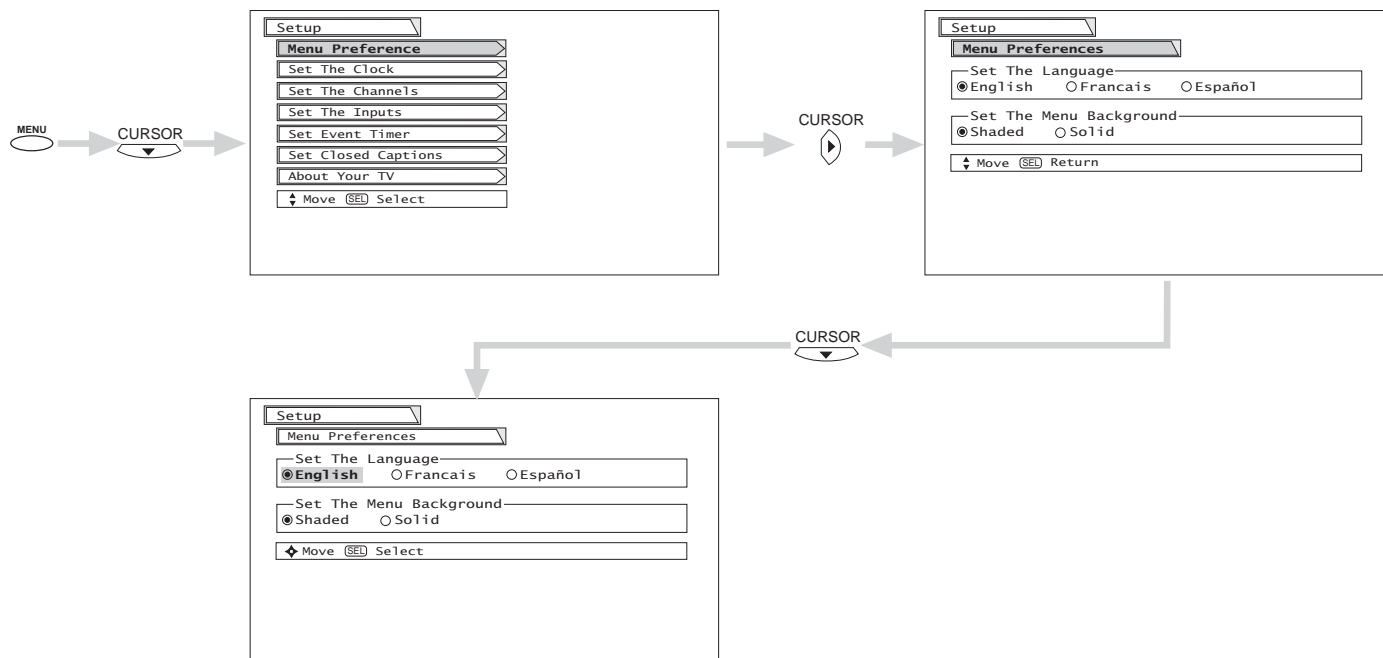 MENU
CURSOR
Setup
Menu Preference
Set The Clock
Set The Channels
Set The Inputs
Set Event Timer
Set Closed Captions
About Your TV
Move SEL Select
CURSOR
Setup
Menu Preferences
Set The Language
English Francais Español
Set The Menu Background
Shaded Solid
Move SEL Return
CURSOR
Setup
Menu Preferences
Set The Language
English Francais Español
Set The Menu Background
Shaded Solid
Move SEL Select